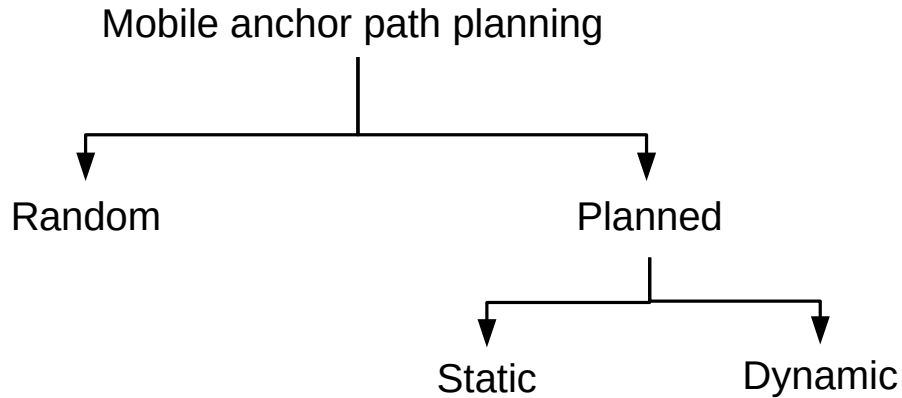 Mobile anchor path planning
Random
Planned
Static
Dynamic